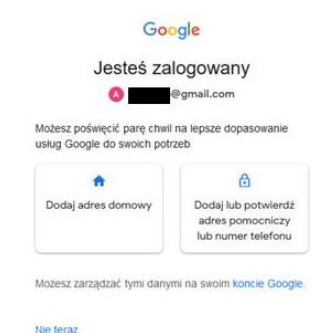 Google
Jesteś zalogowany
A @gmail.com
Możesz poświęcić parę chwil na lepsze dopasowanie
usług Google do swoich potrzeb
Dodaj adres domowy
Dodaj lub potwierdź
adres pomocniczy
lub numer telefonu
Możesz zarządzać tymi danymi na swoim koncie Google.
Nie teraz